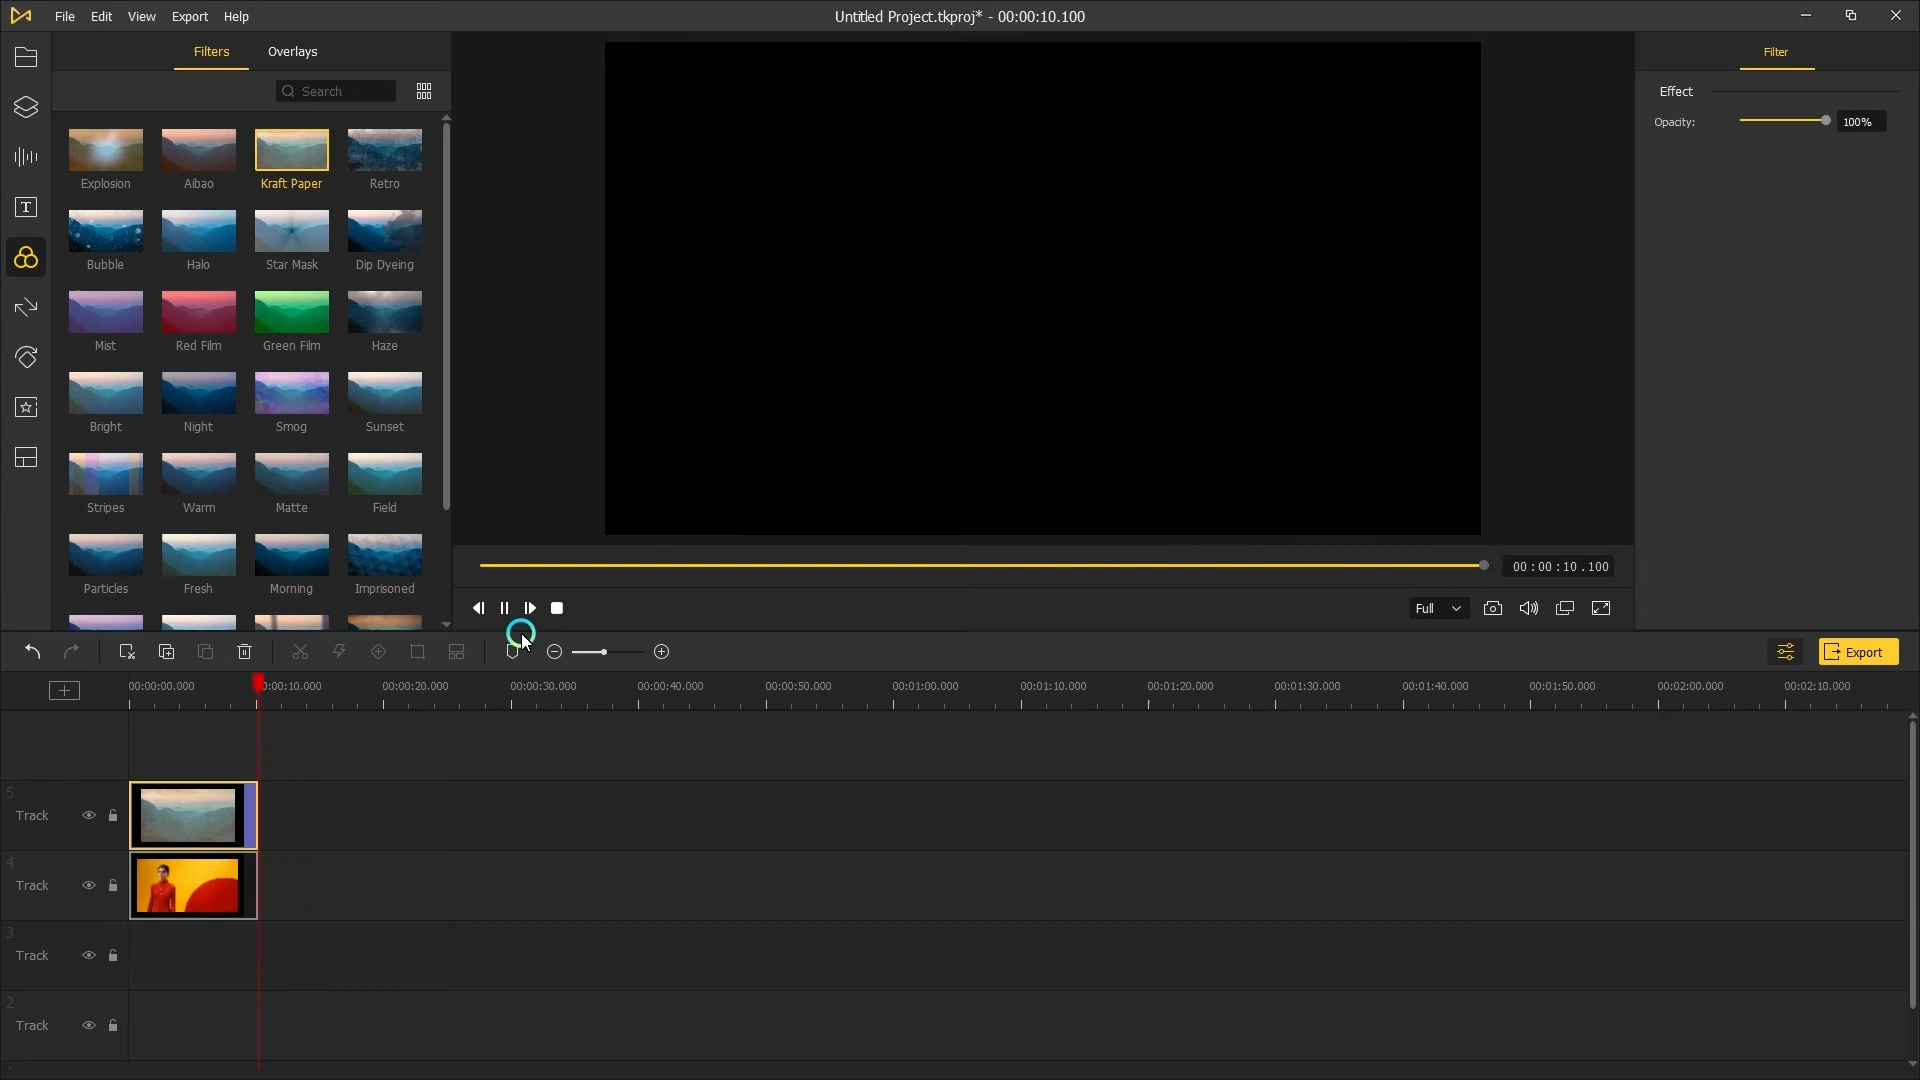 File Edit View Export Help
Untitled Project.tkproj* - 00:00:10.100
Filters Overlays
Search
Filter
Effect
Opacity: 100%
Explosion Aibao Kraft Paper Retro
Bubble Halo Star Mask Dip Dyeing
Mist Red Film Green Film Haze
Bright Night Smog Sunset
Stripes Warm Matte Field
Particles Fresh Morning Imprisoned
00:00:10.100
Full
Export
00:00:00.000 00:00:10.000 00:00:20.000 00:00:30.000 00:00:40.000 00:00:50.000 00:01:00.000 00:01:10.000 00:01:20.000 00:01:30.000 00:01:40.000 00:01:50.000 00:02:00.000 00:02:10.000
5
Track
4
Track
3
Track
2
Track